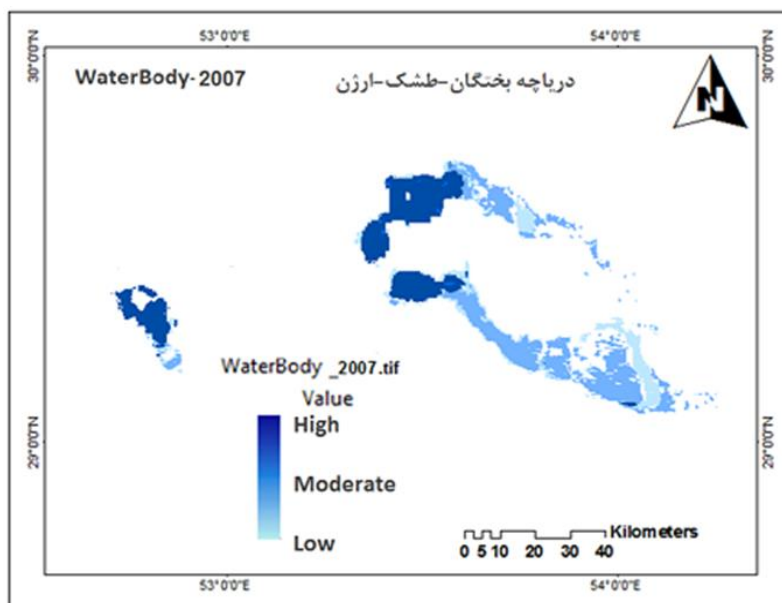 53°0'0"E
54°0'0"E
30°0'0"N
30°0'0"N
WaterBody-2007
دریاچه بختگان-طشک-ارژن
N
WaterBody _2007.tif
Value
High
Moderate
Low
29°0'0"N
29°0'0"N
Kilometers
0 5 10 20 30 40
53°0'0"E
54°0'0"E